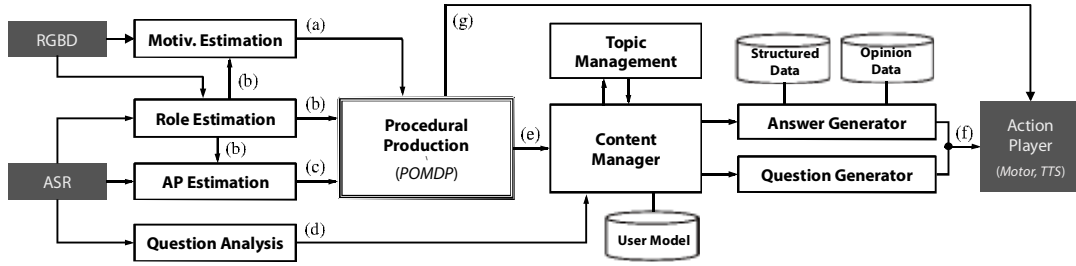 RGBD
Motiv. Estimation
(a)
(g)
(b)
Role Estimation
(b)
(b)
ASR
AP Estimation
(c)
Question Analysis
(d)
Procedural
Production
(POMDP)
(e)
Topic
Management
Content
Manager
User Model
Structured
Data
Opinion
Data
Answer Generator
Question Generator
(f)
Action
Player
(Motor, TTS)